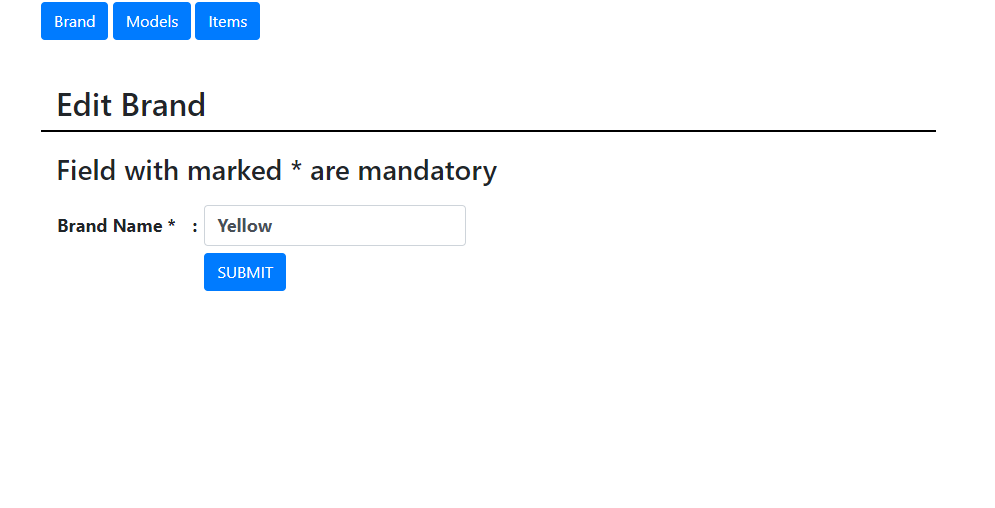 Brand Models Items
Edit Brand
Field with marked * are mandatory
Brand Name * : Yellow
SUBMIT